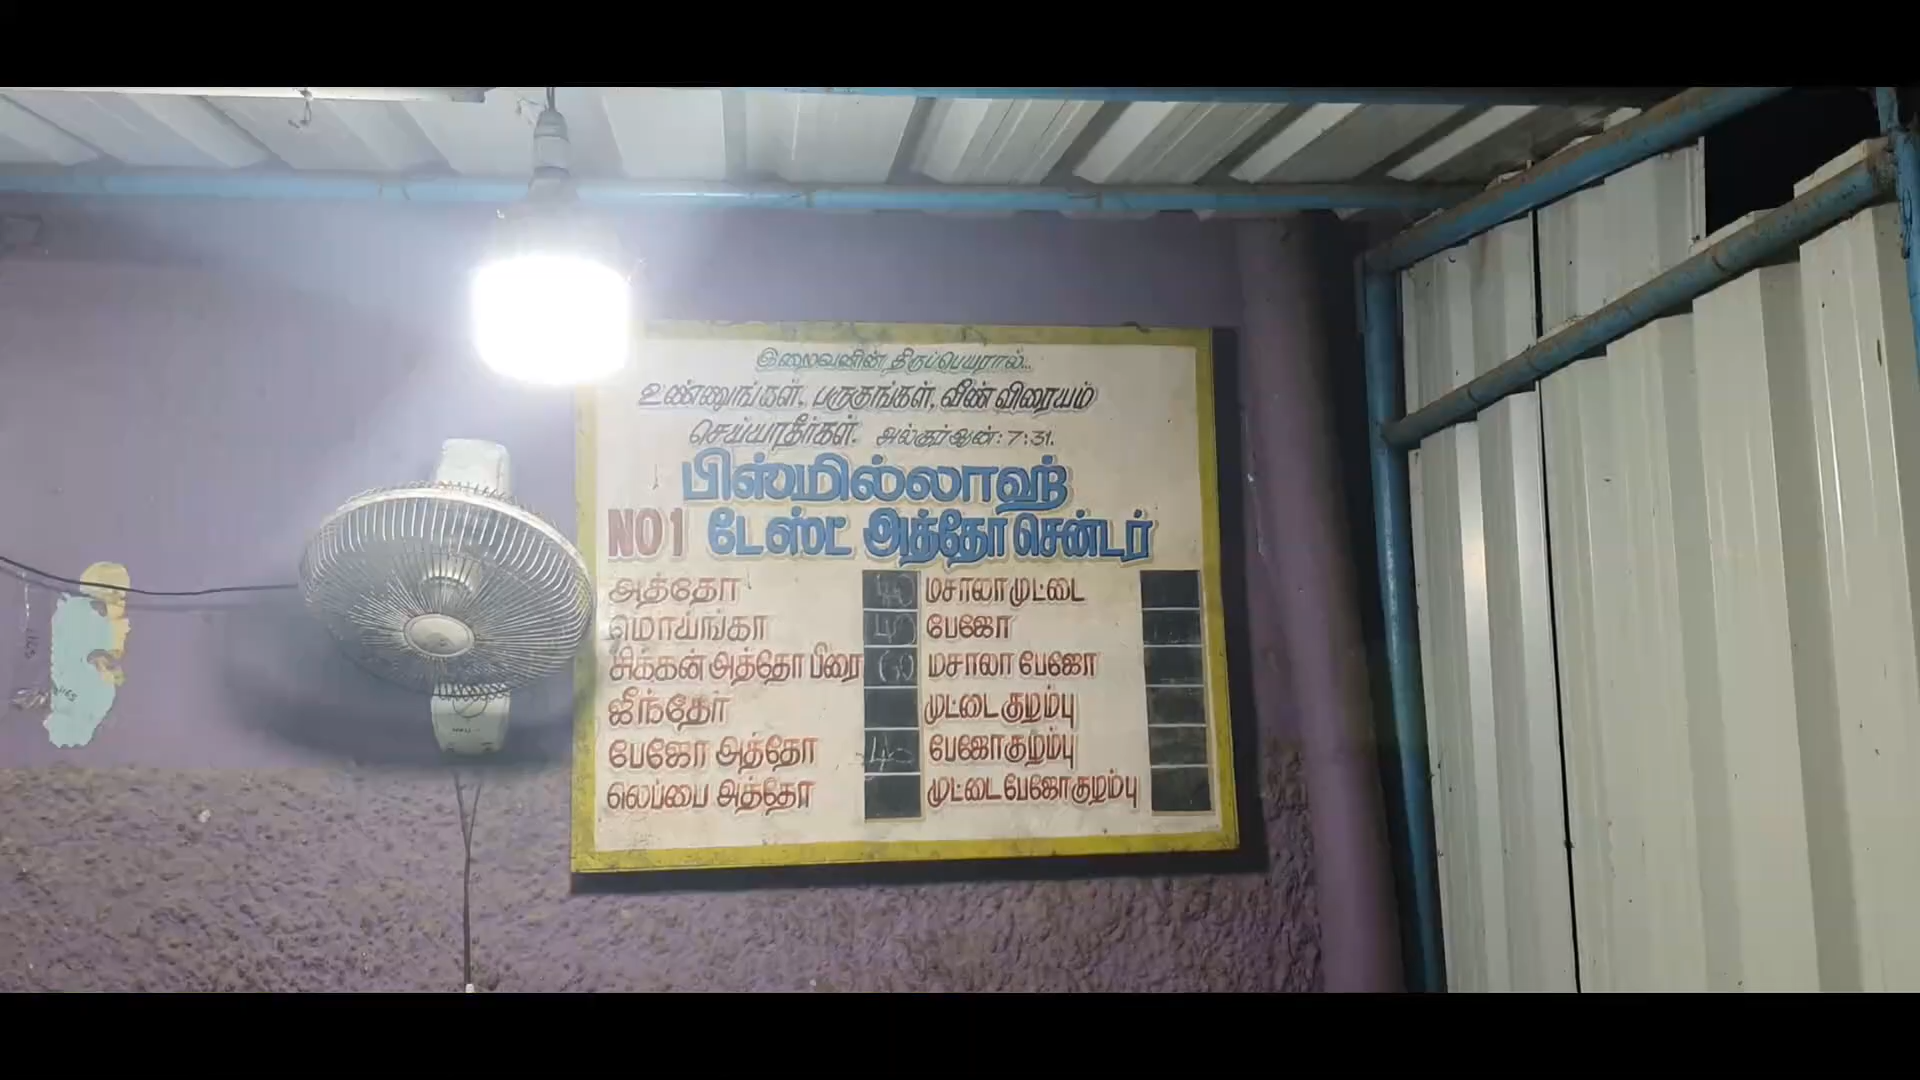 இறைவனின் திருப்பெயரால்...
உண்ணுங்கள், பருகுங்கள், வீண் விரையம்
செய்யாதீர்கள். அல்குர்ஆன்: 7:31.
பிஸ்மில்லாஹ்
NO1 டேஸ்ட் அத்தோ சென்டர்
அத்தோ 40 மசாலா முட்டை
மொய்ங்கா 40 பேஜோ
சிக்கன் அத்தோ பிரை 60 மசாலா பேஜோ
ஜீந்தோ முட்டை குழம்பு
பேஜோ அத்தோ 40 பேஜோ குழம்பு
லெப்பை அத்தோ முட்டை பேஜோ குழம்பு